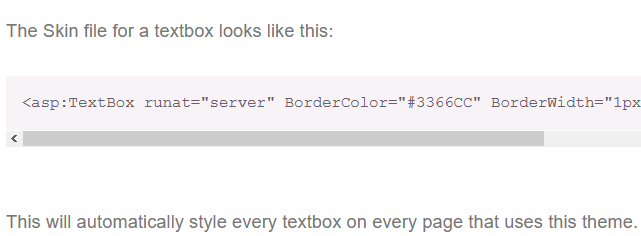 The Skin file for a textbox looks like this:
<asp:TextBox runat="server" BorderColor="#3366CC" BorderWidth="1px
This will automatically style every textbox on every page that uses this theme.